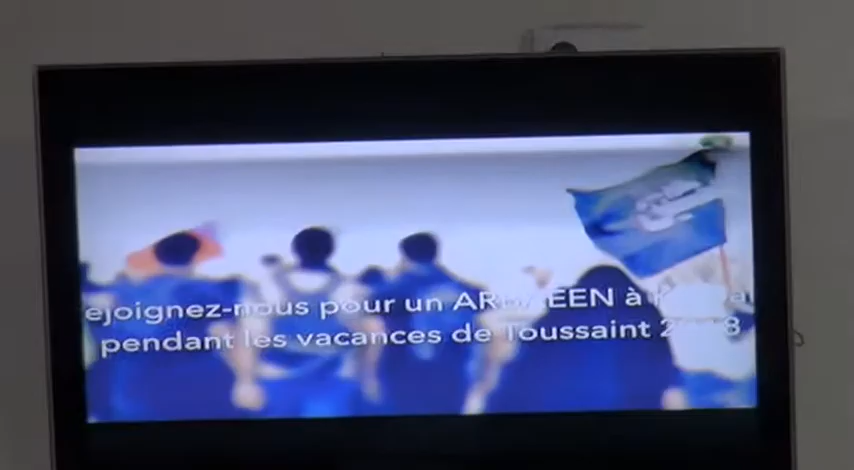 ejoignez-nous pour un à
pendant les vacances de Toussaint